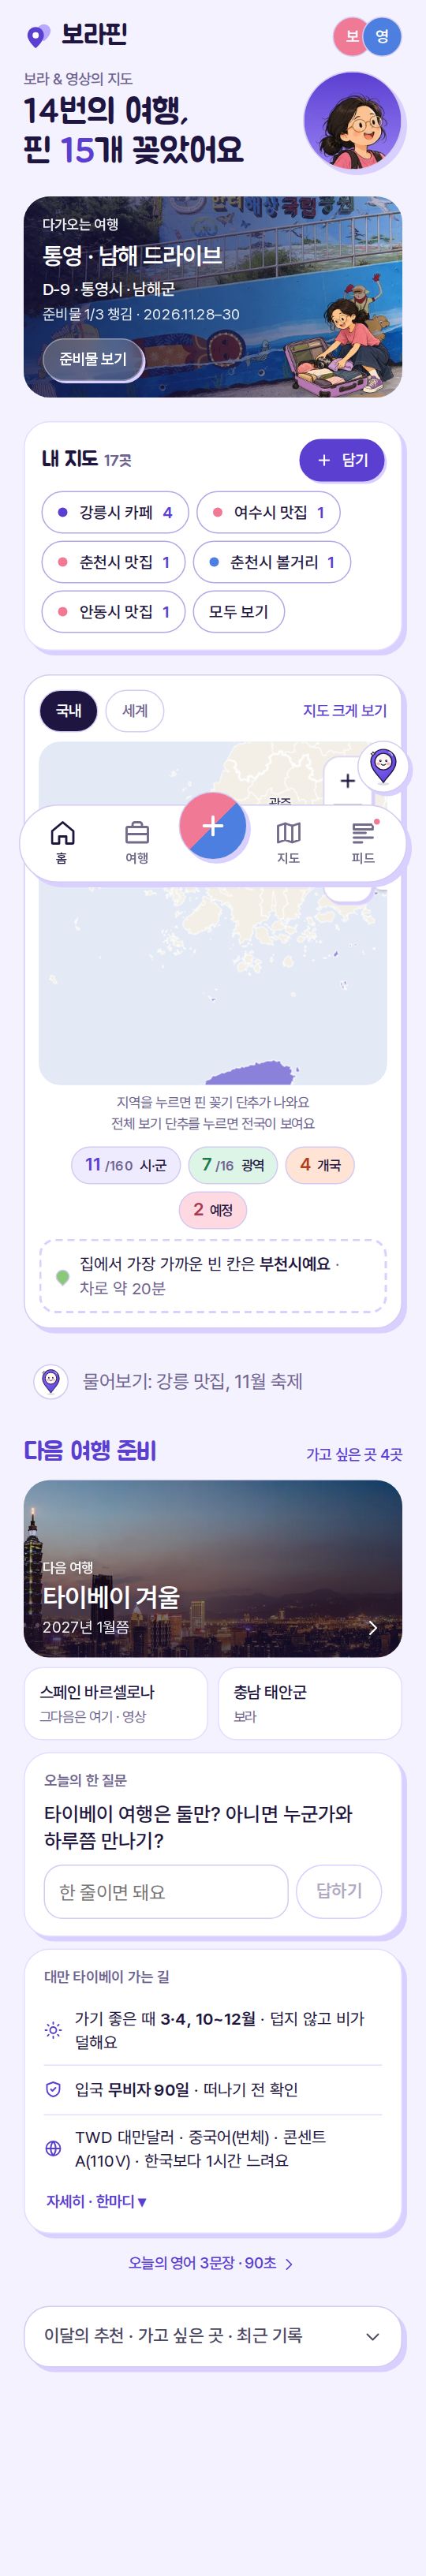 보라핀
보 영
보라 & 영상의 지도
14번의 여행,
핀 15개 꽂았어요
다가오는 여행
통영 · 남해 드라이브
D-9 · 통영시 · 남해군
준비물 1/3 챙김 · 2026.11.28–30
준비물 보기
내 지도 17곳
+ 담기
강릉시 카페 4
여수시 맛집 1
춘천시 맛집 1
춘천시 볼거리 1
안동시 맛집 1
모두 보기
국내
세계
지도 크게 보기
+
홈
여행
+
지도
피드
지역을 누르면 핀 꽂기 단추가 나와요
전체 보기 단추를 누르면 전국이 보여요
11 /160 시·군
7 /16 광역
4 개국
2 예정
집에서 가장 가까운 빈 칸은 부천시예요 ·
차로 약 20분
물어보기: 강릉 맛집, 11월 축제
다음 여행 준비
가고 싶은 곳 4곳
다음 여행
타이베이 겨울
2027년 1월쯤
스페인 바르셀로나
그다음은 여기 · 영상
충남 태안군
보라
오늘의 한 질문
타이베이 여행은 둘만? 아니면 누군가와
하루쯤 만나기?
한 줄이면 돼요
답하기
대만 타이베이 가는 길
가기 좋은 때 3·4, 10~12월 · 덥지 않고 비가
덜해요
입국 무비자 90일 · 떠나기 전 확인
TWD 대만달러 · 중국어(번체) · 콘센트
A(110V) · 한국보다 1시간 느려요
자세히 · 한마디 ▾
오늘의 영어 3문장 · 90초
이달의 추천 · 가고 싶은 곳 · 최근 기록